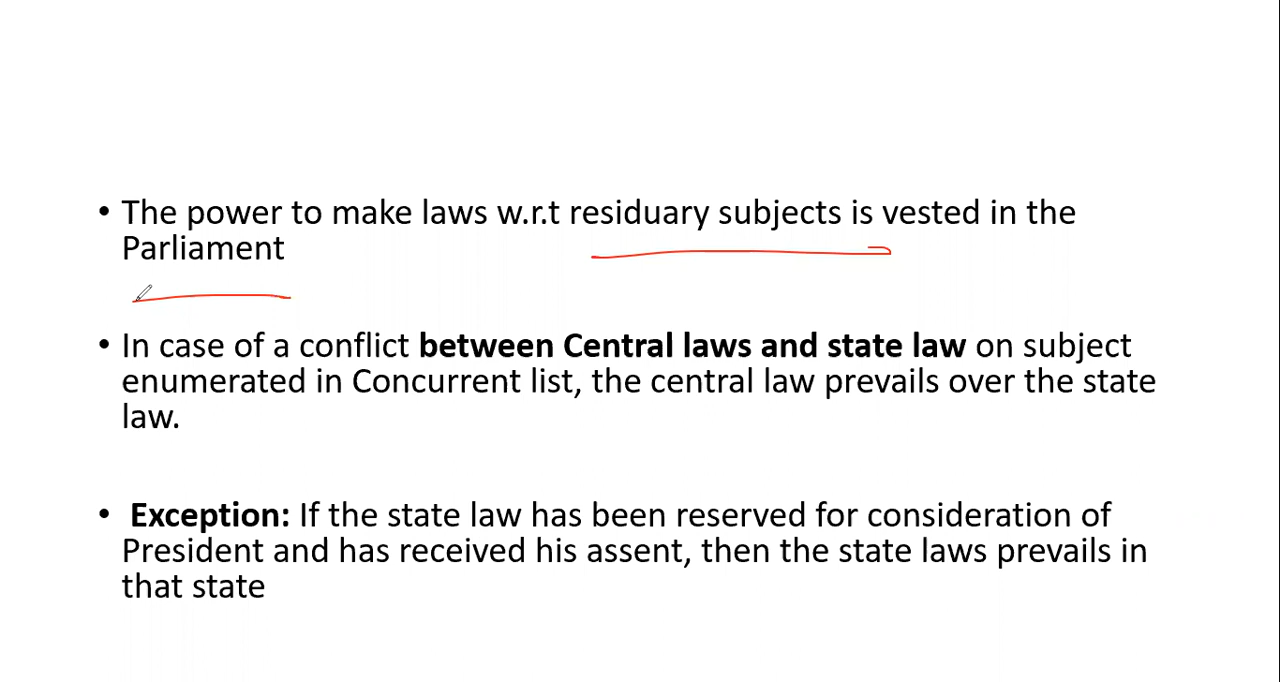 • The power to make laws w.r.t residuary subjects is vested in the
Parliament
• In case of a conflict between Central laws and state law on subject
enumerated in Concurrent list, the central law prevails over the state
law.
• Exception: If the state law has been reserved for consideration of
President and has received his assent, then the state laws prevails in
that state